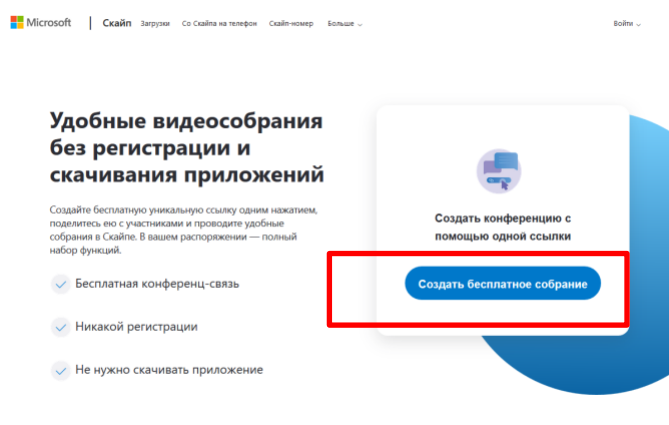 Microsoft Скайп Загрузки Со Скайпа на телефон Скайп-номер Больше Войти
Удобные видеособрания
без регистрации и
скачивания приложений
Создайте бесплатную уникальную ссылку одним нажатием,
поделитесь ею с участниками и проводите удобные
собрания в Скайпе. В вашем распоряжении — полный
набор функций.
Бесплатная конференц-связь
Никакой регистрации
Не нужно скачивать приложение
Создать конференцию с
помощью одной ссылки
Создать бесплатное собрание